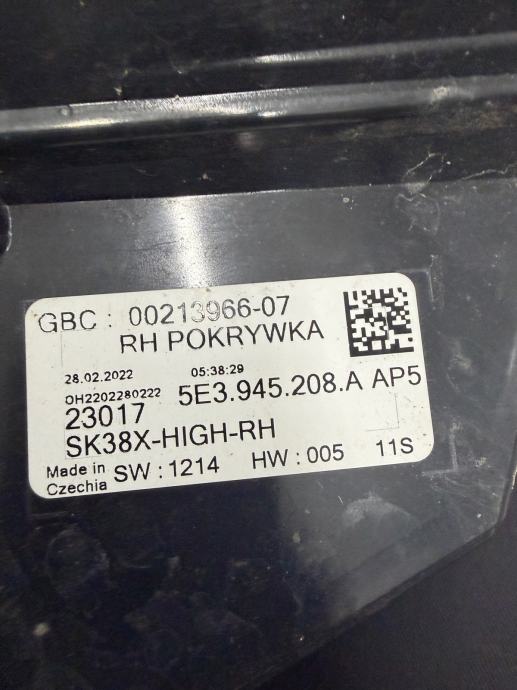 GBC : 00213966-07
RH POKRYWKA
28.02.2022 05:38:29
OH2202280222
23017 5E3.945.208.A AP5
SK38X-HIGH-RH
Made in Czechia SW : 1214 HW : 005 11S